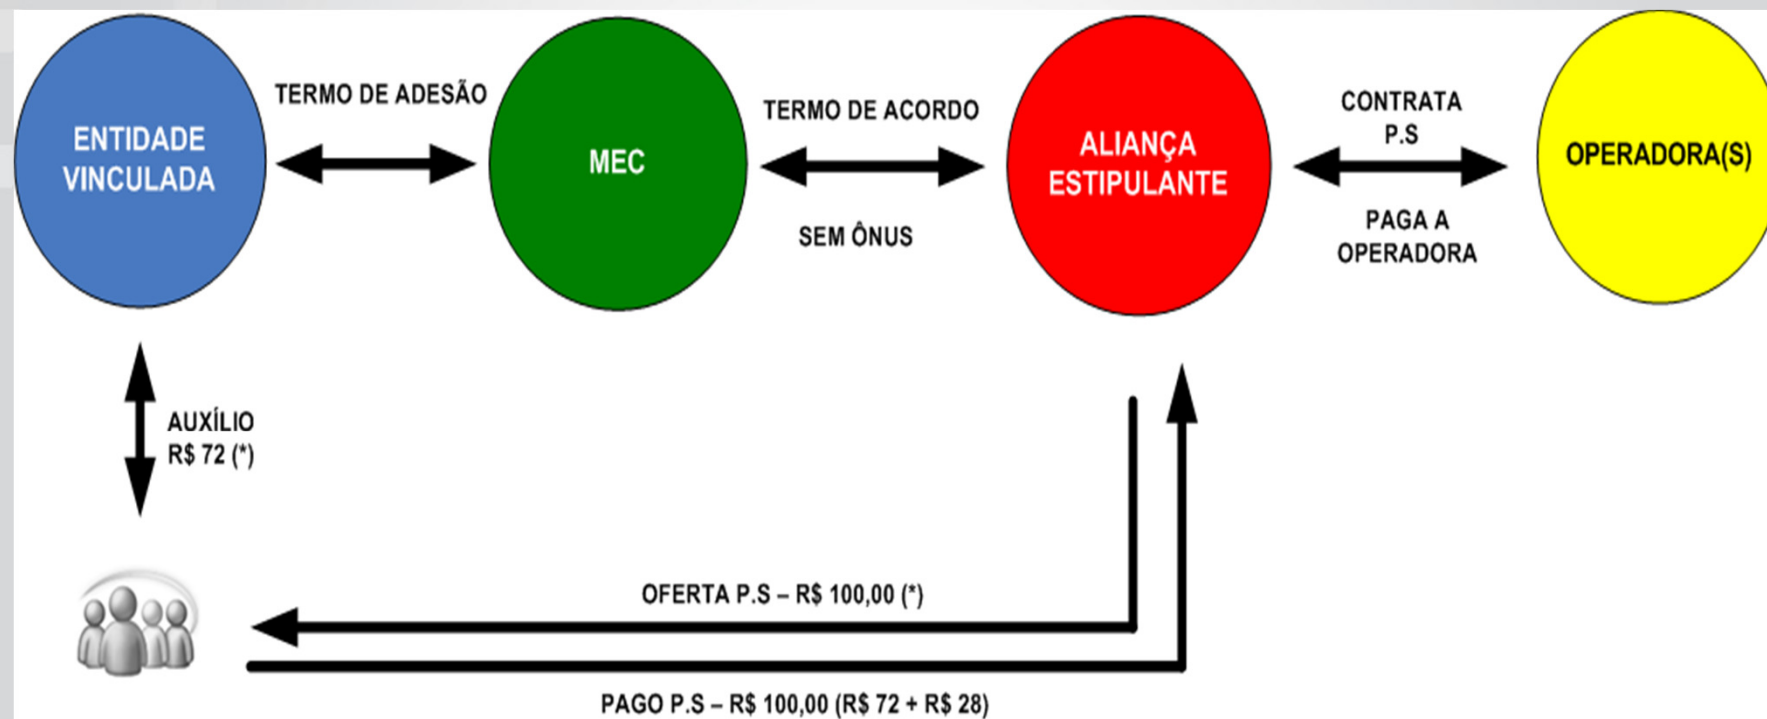 ENTIDADE
VINCULADA
TERMO DE ADESÃO
MEC
TERMO DE ACORDO
SEM ÔNUS
ALIANÇA
ESTIPULANTE
CONTRATA
P.S
PAGA A
OPERADORA
OPERADORA(S)
AUXÍLIO
R$ 72 (*)
OFERTA P.S – R$ 100,00 (*)
PAGO P.S – R$ 100,00 (R$ 72 + R$ 28)